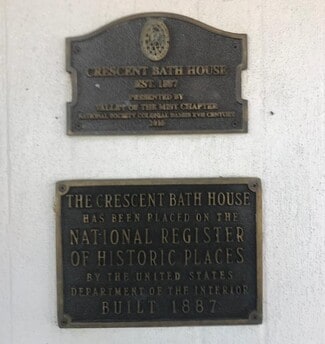 CRESCENT BATH HOUSE
EST. 1887
PRESENTED BY
VALLEY OF THE MIST CHAPTER
NATIONAL SOCIETY COLONIAL DAMES XVII CENTURY
THE CRESCENT BATH HOUSE
HAS BEEN PLACED ON THE
NATIONAL REGISTER
OF HISTORIC PLACES
BY THE UNITED STATES
DEPARTMENT OF THE INTERIOR
BUILT 1887